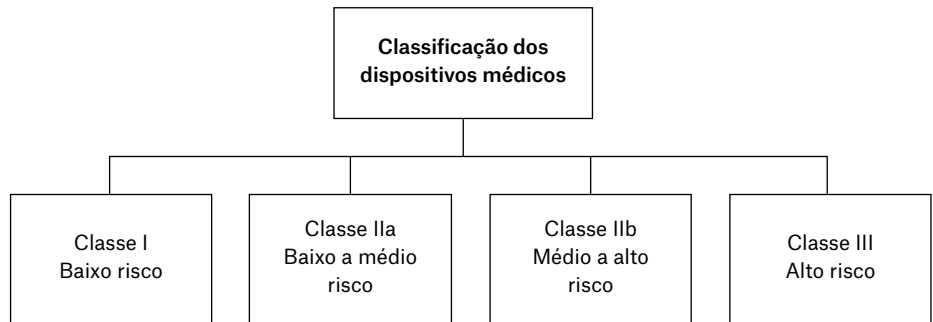 Classificação dos
dispositivos médicos
Classe I
Baixo risco
Classe IIa
Baixo a médio
risco
Classe IIb
Médio a alto
risco
Classe III
Alto risco